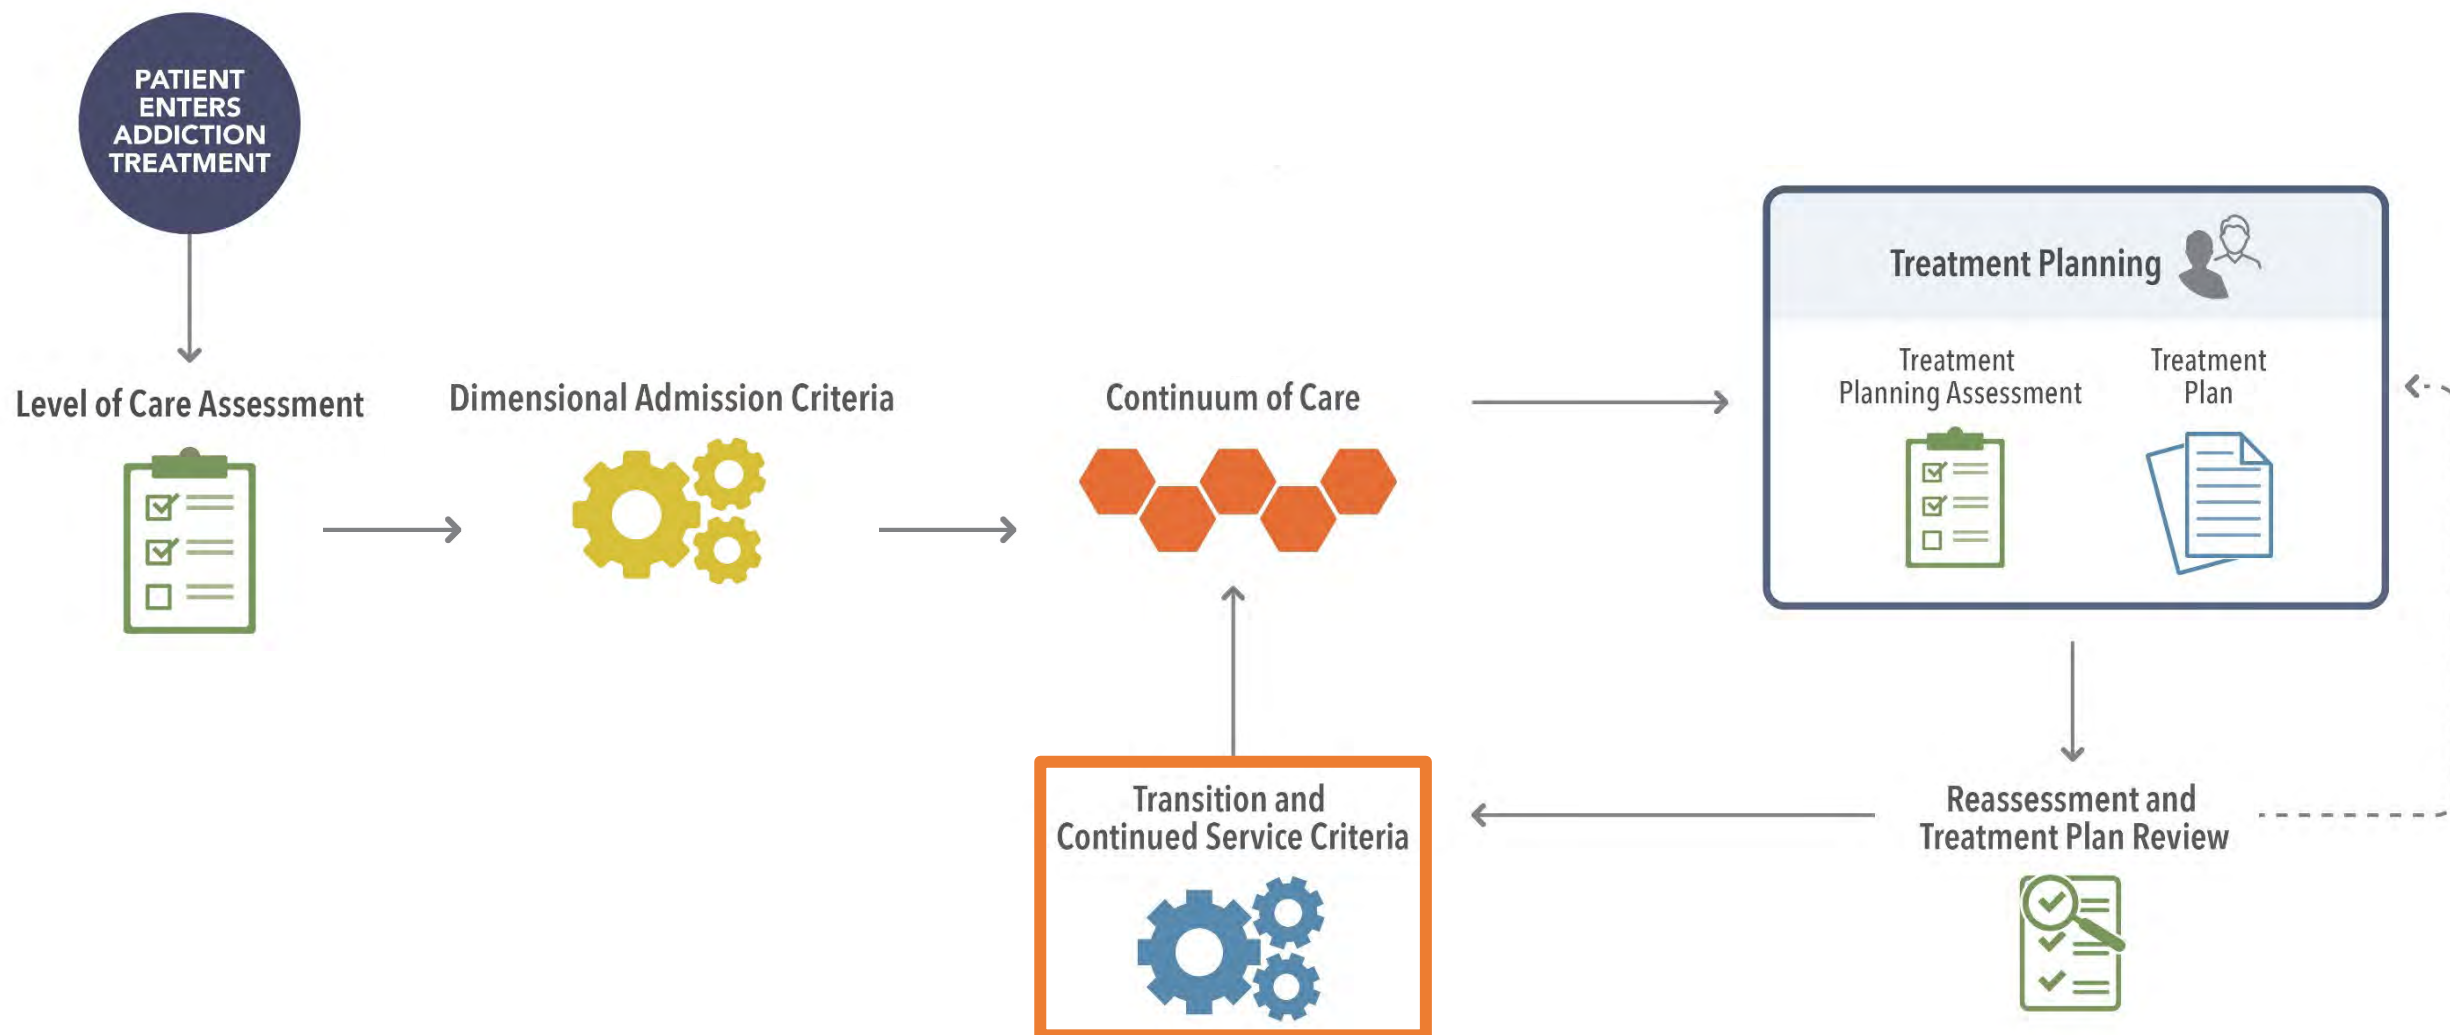 PATIENT
ENTERS
ADDICTION
TREATMENT
Level of Care Assessment
Dimensional Admission Criteria
Continuum of Care
Treatment Planning
Treatment
Planning Assessment
Treatment
Plan
Transition and
Continued Service Criteria
Reassessment and
Treatment Plan Review